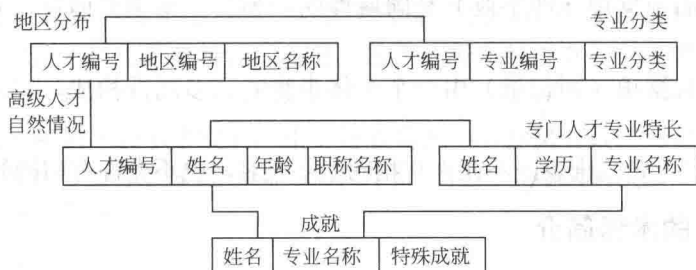 地区分布 专业分类
人才编号 地区编号 地区名称 人才编号 专业编号 专业分类
高级人才
自然情况 专门人才专业特长
人才编号 姓名 年龄 职称名称 姓名 学历 专业名称
成就
姓名 专业名称 特殊成就